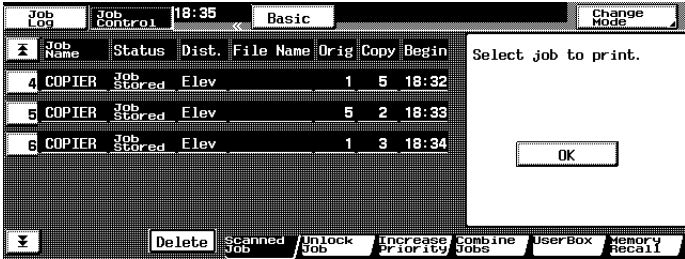 Job Log Job Control 18:35 << Basic Change Mode
Job Name Status Dist. File Name Orig Copy Begin
Select job to print.
4 COPIER Job Stored Elev 1 5 18:32
5 COPIER Job Stored Elev 5 2 18:33
6 COPIER Job Stored Elev 1 3 18:34
OK
Delete Scanned Job Unlock Job Increase Priority Combine Jobs UserBox Memory Recall